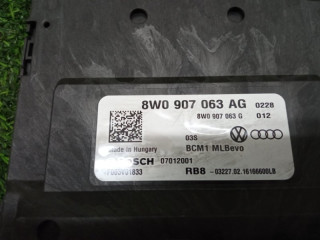 8W0 907 063 AG 0228
8W0 907 063 G 012
03S
Made in Hungary BCM1 MLBevo
BOSCH 07012001
RB8 -03227.02.16166600LB